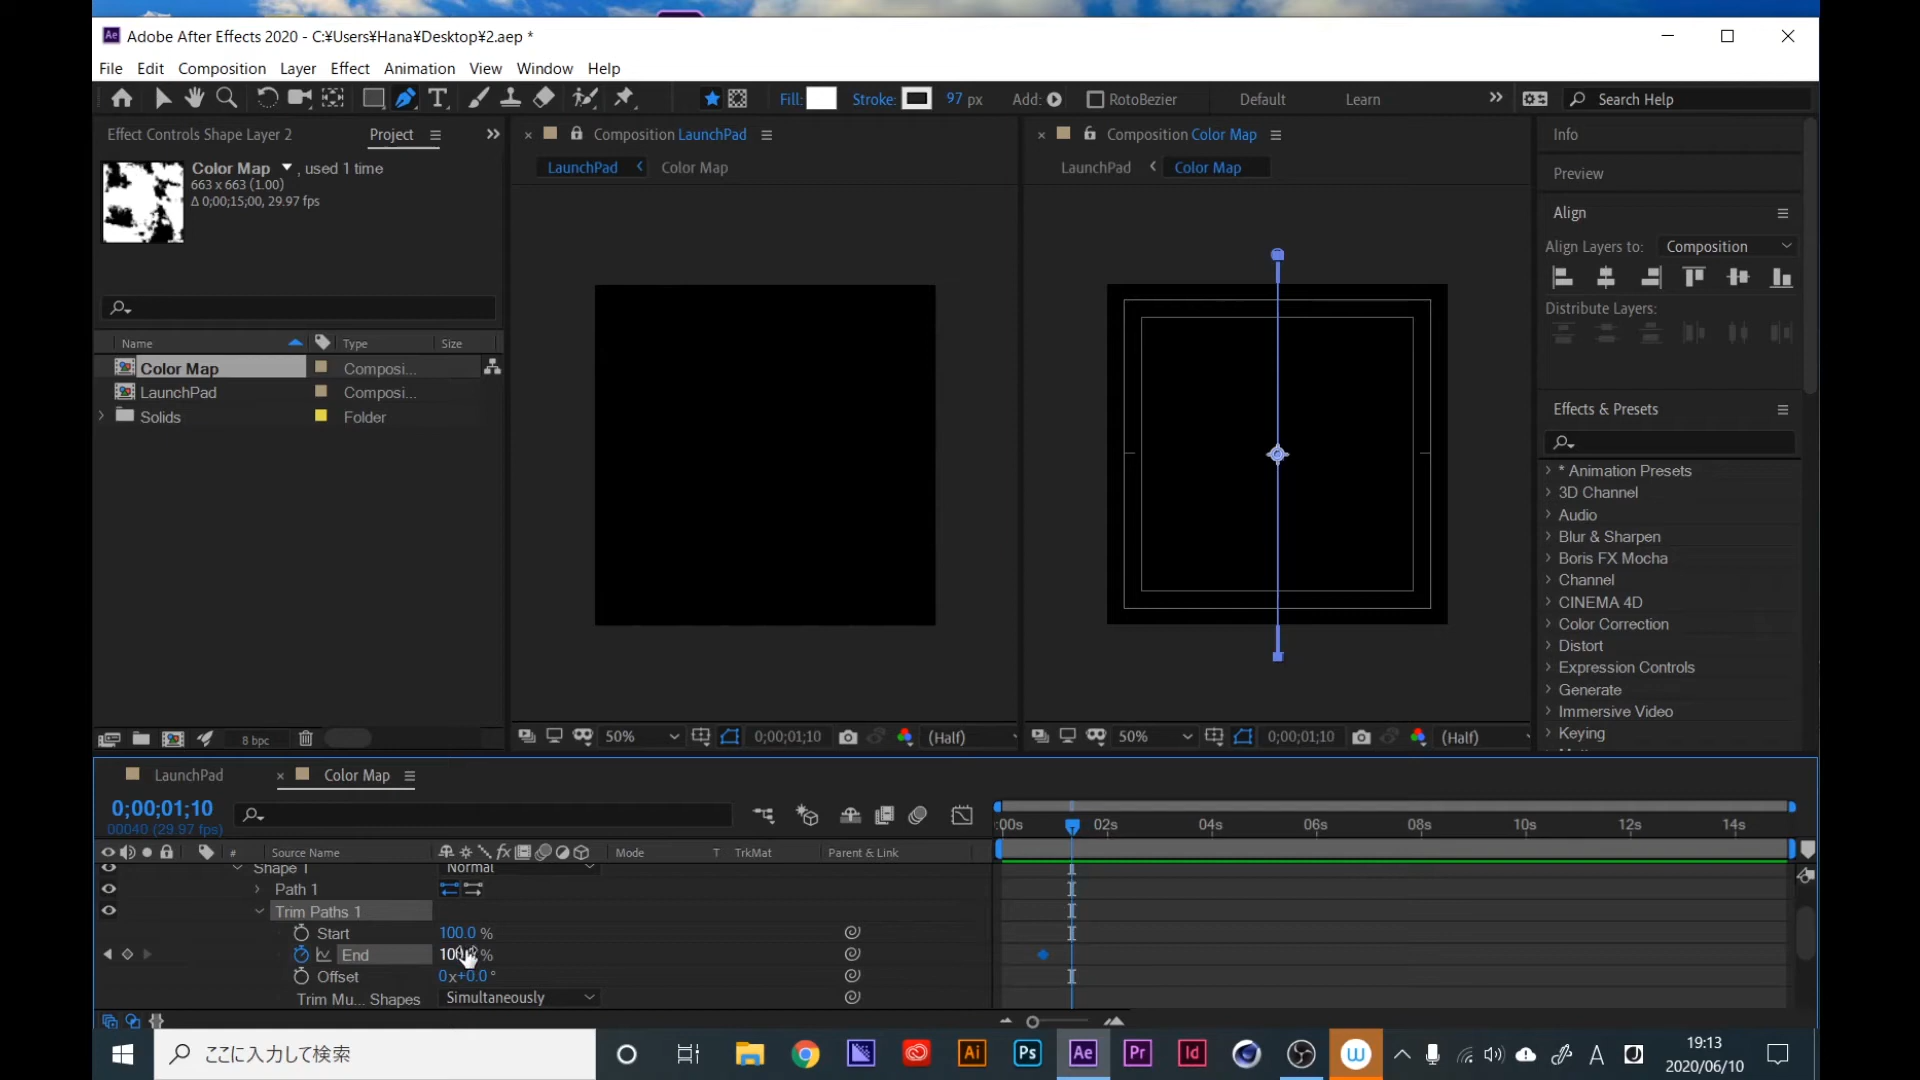 Adobe After Effects 2020 - C:¥Users¥Hana¥Desktop¥2.aep *
File Edit Composition Layer Effect Animation View Window Help
Fill: Stroke: 97 px Add: RotoBezier Default Learn Search Help
Effect Controls Shape Layer 2 Project
Composition LaunchPad
Composition Color Map
Info
LaunchPad Color Map
LaunchPad Color Map
Color Map , used 1 time
663 x 663 (1.00)
Δ 0;00;15;00, 29.97 fps
Preview
Align
Align Layers to: Composition
Distribute Layers:
Name Type Size
Color Map Composi...
LaunchPad Composi...
Solids Folder
Effects & Presets
* Animation Presets
3D Channel
Audio
Blur & Sharpen
Boris FX Mocha
Channel
CINEMA 4D
Color Correction
Distort
Expression Controls
Generate
Immersive Video
Keying
8 bpc
50% 0;00;01;10 (Half)
50% 0;00;01;10 (Half)
LaunchPad Color Map
0;00;01;10
00040 (29.97 fps)
:00s 02s 04s 06s 08s 10s 12s 14s
# Source Name Mode T TrkMat Parent & Link
Shape 1 Normal
Path 1
Trim Paths 1
Start 100.0 %
End 100 %
Offset 0x+0.0 °
Trim Mu... Shapes Simultaneously
ここに入力して検索
Ai Ps Ae Pr Id W A
19:13
2020/06/10